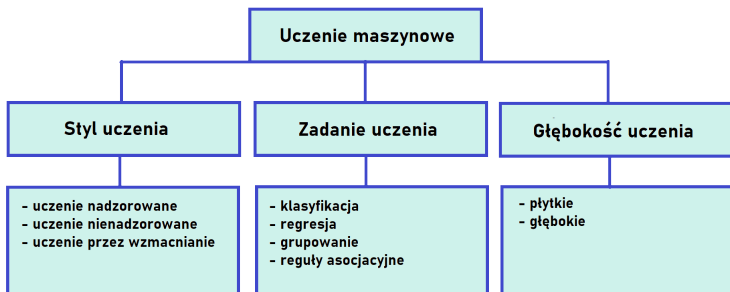 Uczenie maszynowe
Styl uczenia
Zadanie uczenia
Głębokość uczenia
- uczenie nadzorowane
- uczenie nienadzorowane
- uczenie przez wzmacnianie
- klasyfikacja
- regresja
- grupowanie
- reguły asocjacyjne
- płytkie
- głębokie